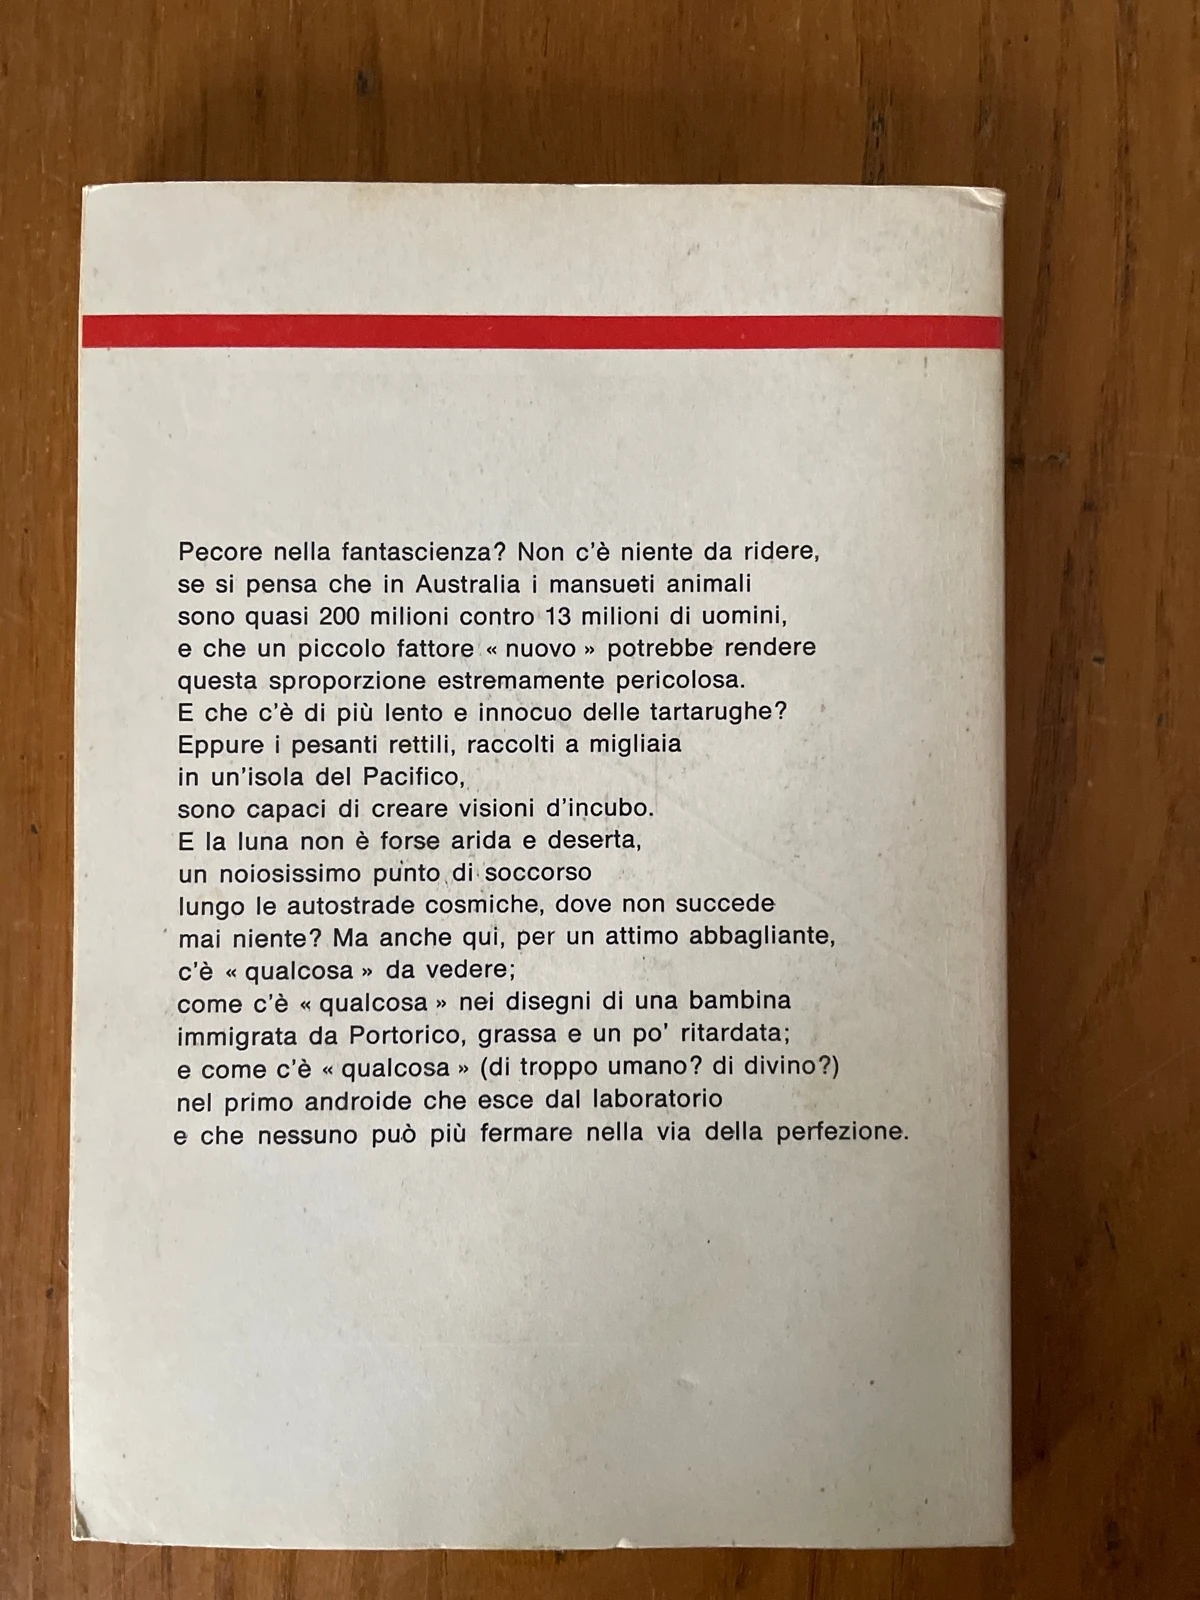 Pecore nella fantascienza? Non c'è niente da ridere,
se si pensa che in Australia i mansueti animali
sono quasi 200 milioni contro 13 milioni di uomini,
e che un piccolo fattore « nuovo » potrebbe rendere
questa sproporzione estremamente pericolosa.
E che c'è di più lento e innocuo delle tartarughe?
Eppure i pesanti rettili, raccolti a migliaia
in un'isola del Pacifico,
sono capaci di creare visioni d'incubo.
E la luna non è forse arida e deserta,
un noiosissimo punto di soccorso
lungo le autostrade cosmiche, dove non succede
mai niente? Ma anche qui, per un attimo abbagliante,
c'è « qualcosa » da vedere;
come c'è « qualcosa » nei disegni di una bambina
immigrata da Portorico, grassa e un po' ritardata;
e come c'è « qualcosa » (di troppo umano? di divino?)
nel primo androide che esce dal laboratorio
e che nessuno può più fermare nella via della perfezione.